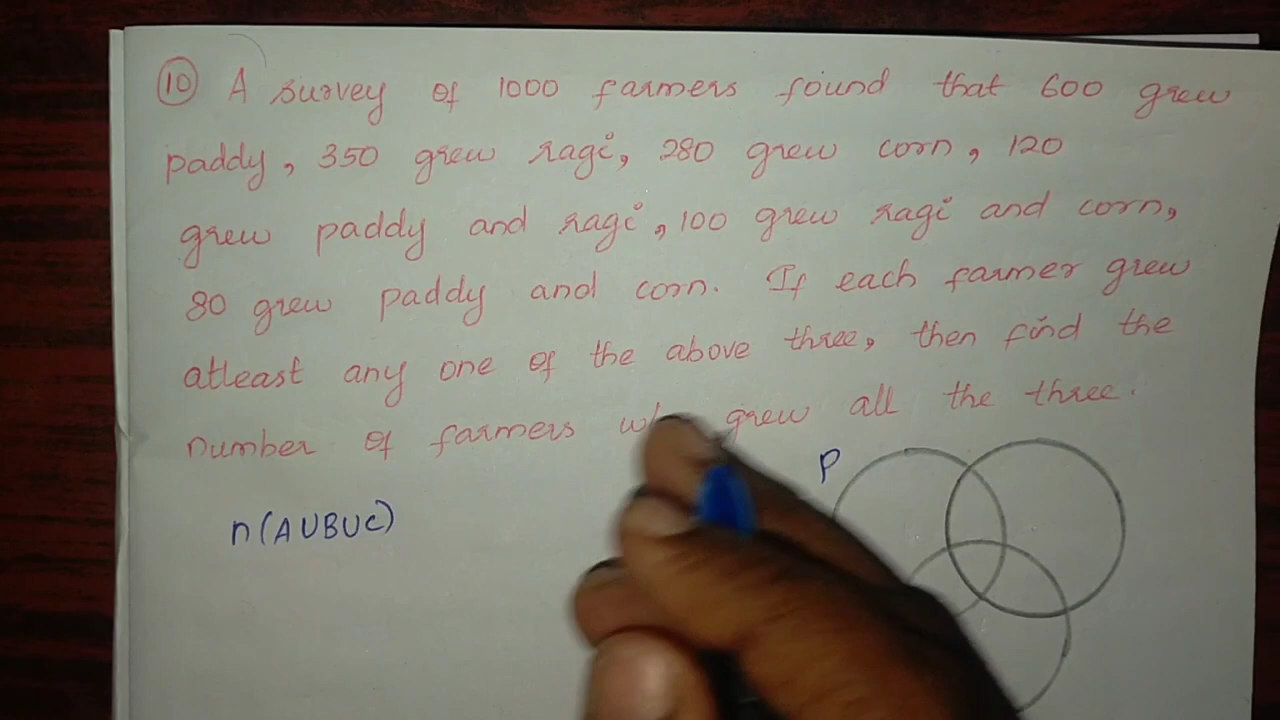 10 A survey of 1000 farmers found that 600 grew
paddy, 350 grew ragi, 280 grew corn, 120
grew paddy and ragi, 100 grew ragi and corn,
80 grew paddy and corn. If each farmer grew
atleast any one of the above three, then find the
number of farmers grew all the three.
P
n(AUBUC)